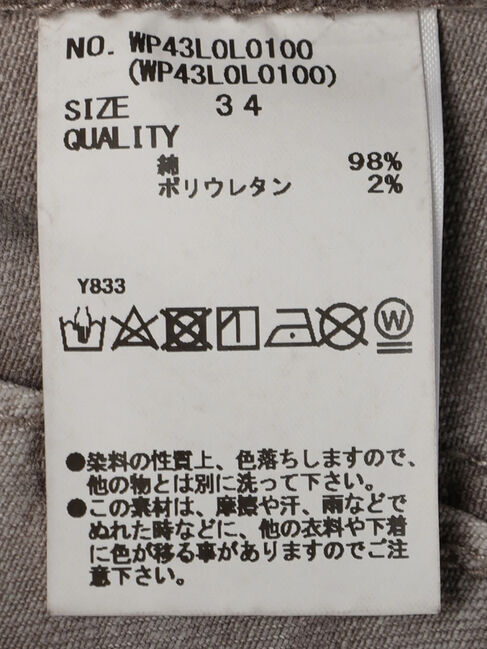 NO. WP43L0L0100
(WP43L0L0100)
SIZE 34
QUALITY
綿 98%
ポリウレタン 2%
Y833
W
●染料の性質上、色落ちしますので、
他の物とは別に洗って下さい。
●この素材は、摩擦や汗、雨などで
ぬれた時などに、他の衣料や下着
に色が移る事がありますのでご注
意下さい。